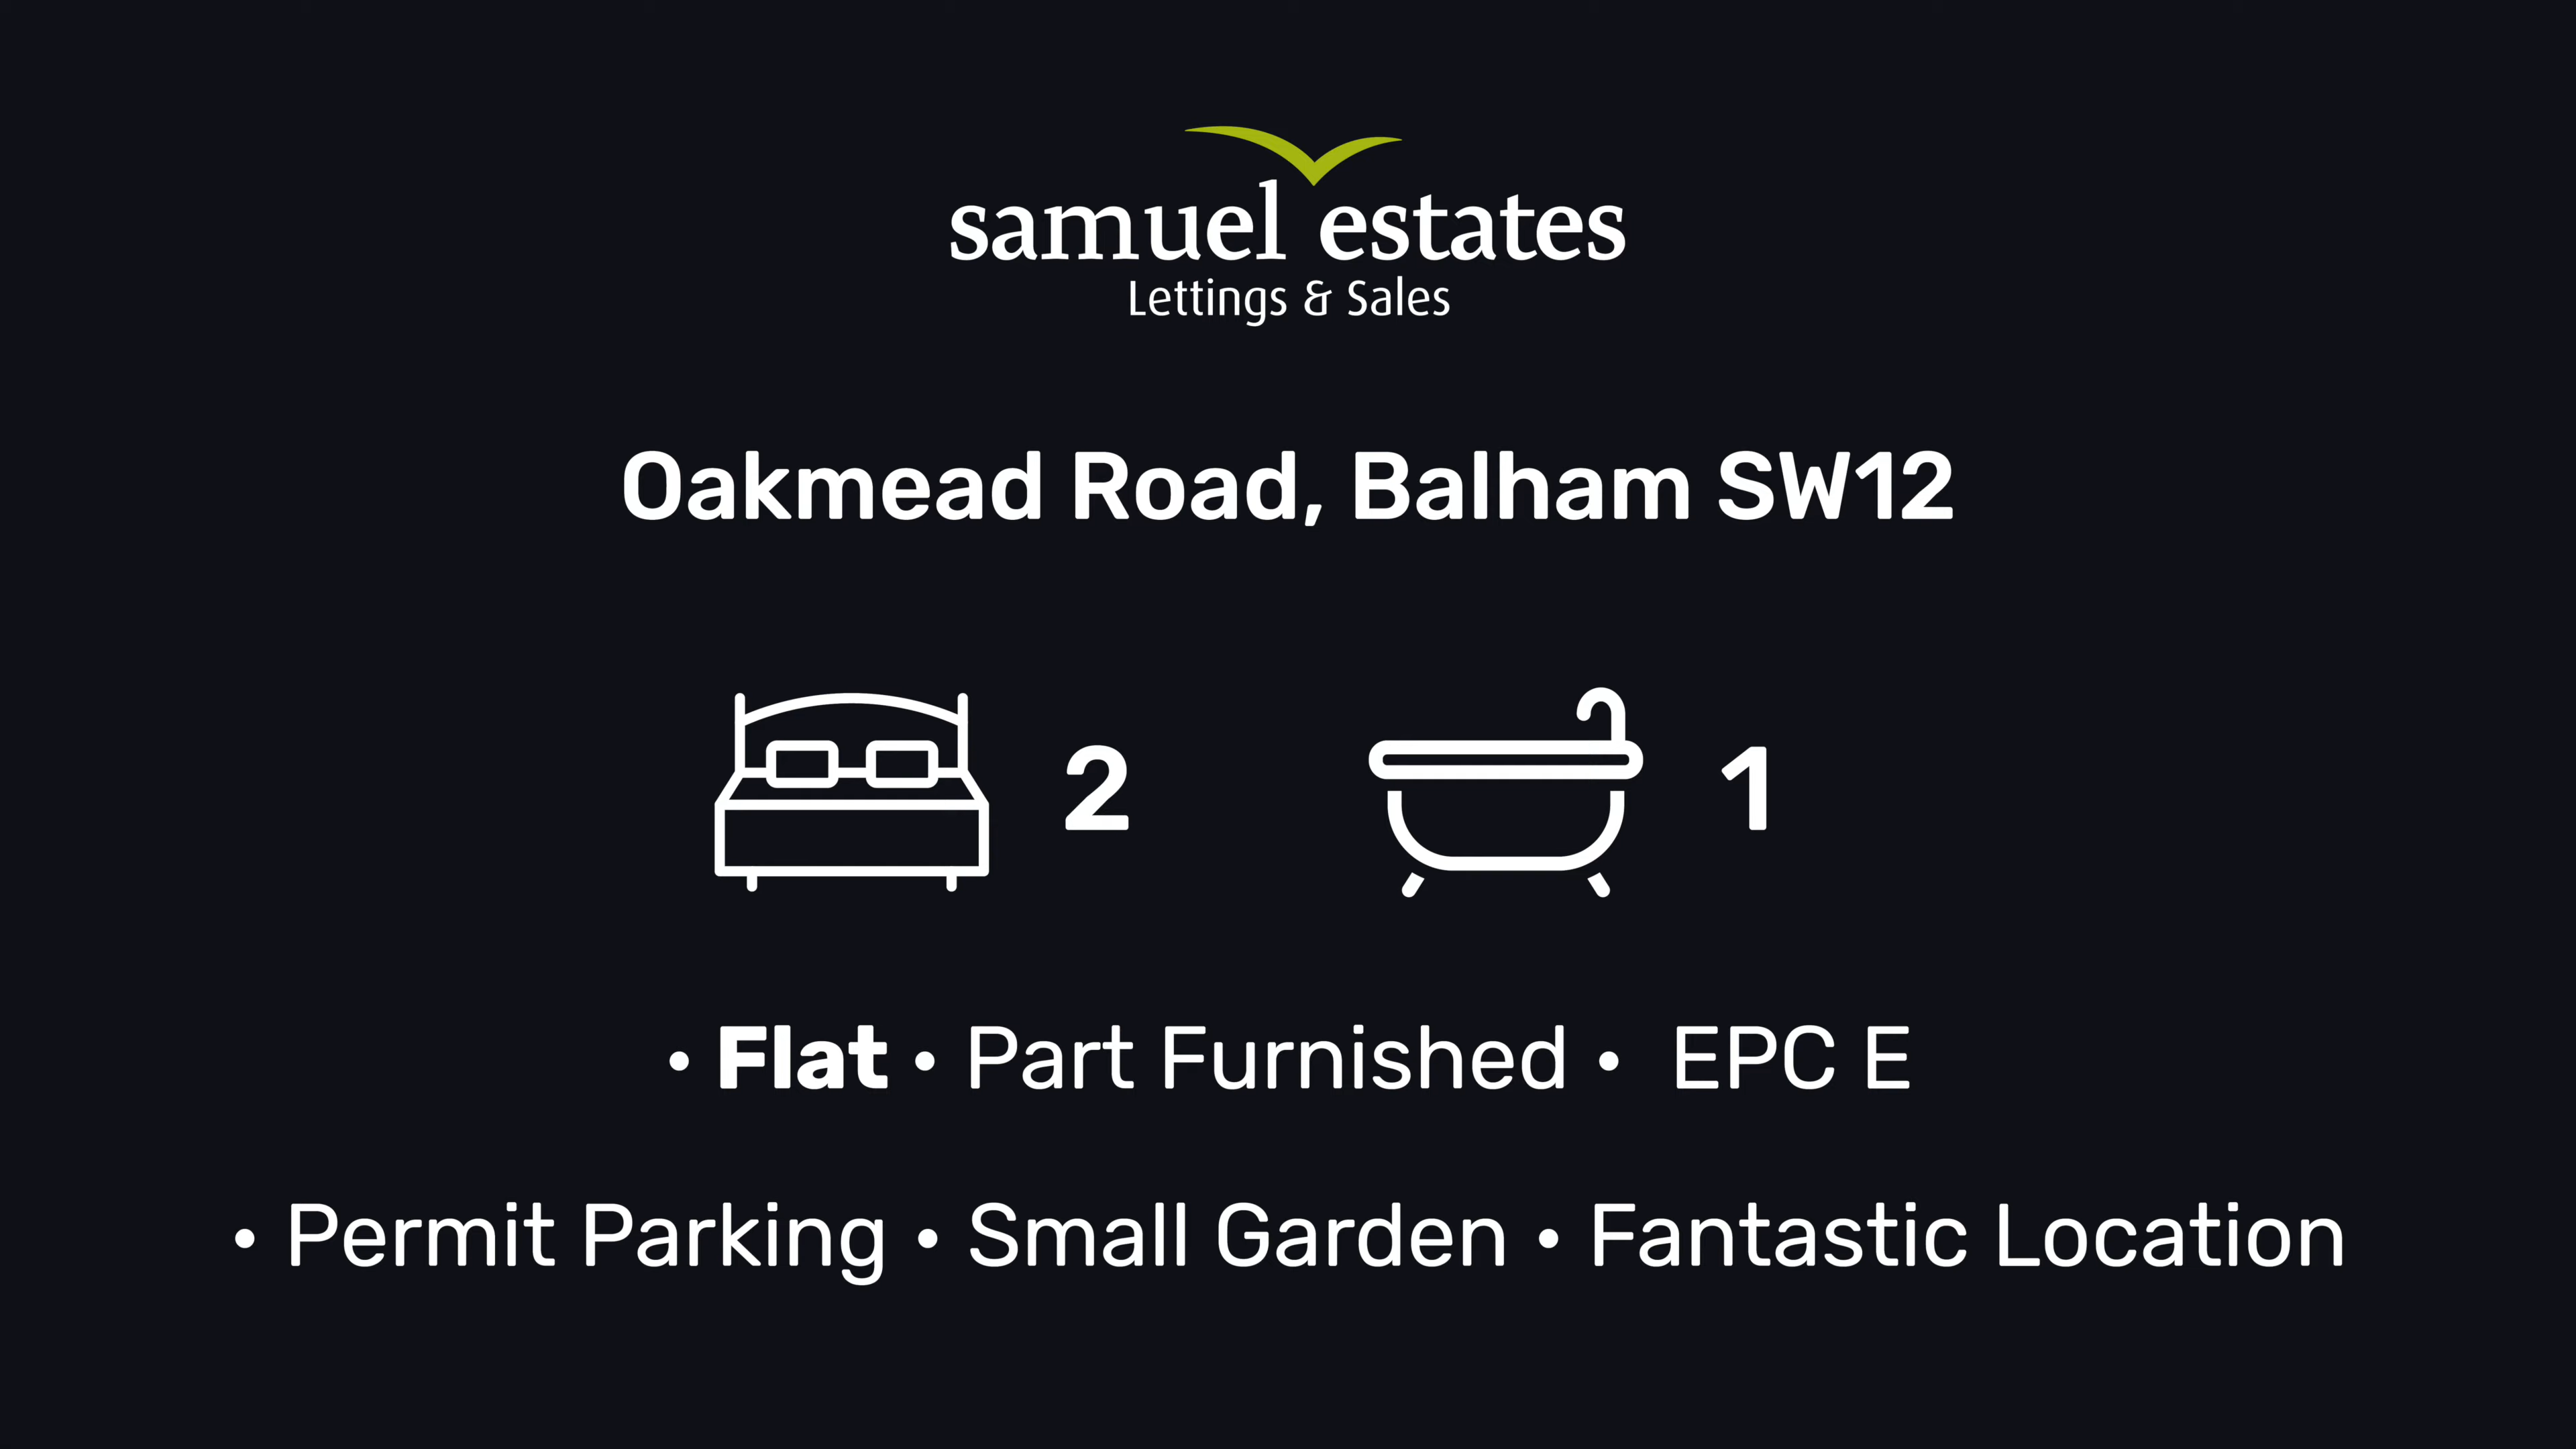 samuel estates
Lettings & Sales
Oakmead Road, Balham SW12
2 1
• Flat • Part Furnished • EPC E
• Permit Parking • Small Garden • Fantastic Location